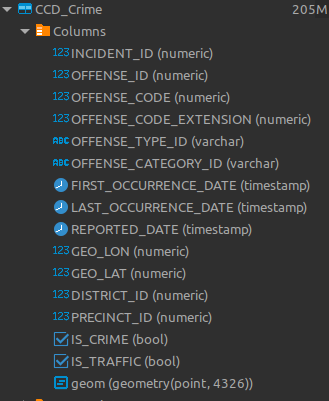 CCD_Crime 205M
Columns
123 INCIDENT_ID (numeric)
123 OFFENSE_ID (numeric)
123 OFFENSE_CODE (numeric)
123 OFFENSE_CODE_EXTENSION (numeric)
ABC OFFENSE_TYPE_ID (varchar)
ABC OFFENSE_CATEGORY_ID (varchar)
FIRST_OCCURRENCE_DATE (timestamp)
LAST_OCCURRENCE_DATE (timestamp)
REPORTED_DATE (timestamp)
123 GEO_LON (numeric)
123 GEO_LAT (numeric)
123 DISTRICT_ID (numeric)
123 PRECINCT_ID (numeric)
IS_CRIME (bool)
IS_TRAFFIC (bool)
geom (geometry(point, 4326))